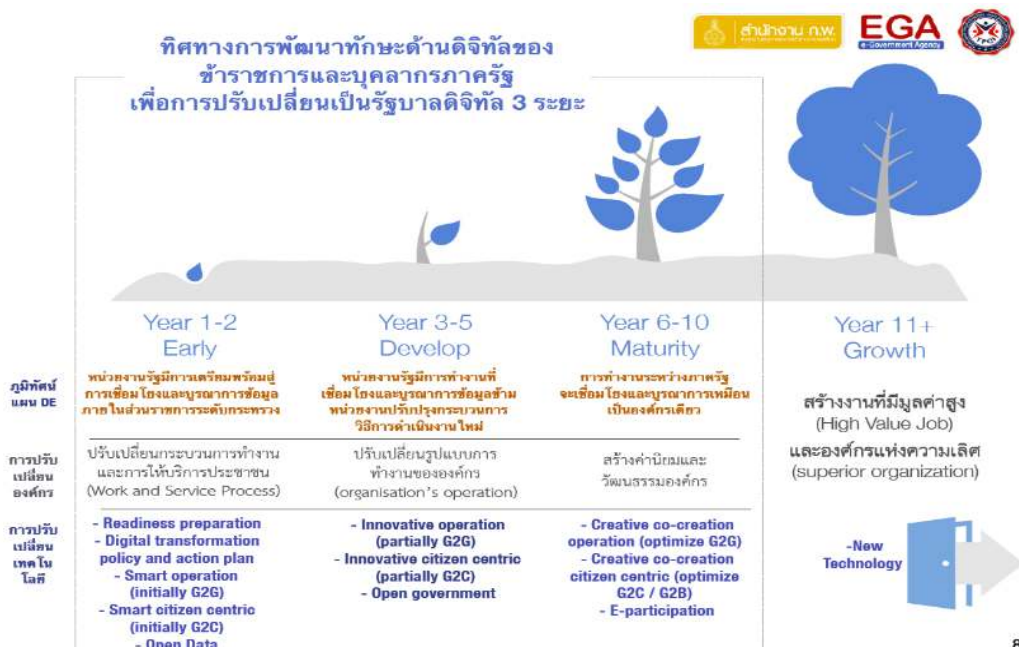 สำนักงาน ก.พ.
EGA
e-Government Agency
ทิศทางการพัฒนาทักษะด้านดิจิทัลของ
ข้าราชการและบุคลากรภาครัฐ
เพื่อการปรับเปลี่ยนเป็นรัฐบาลดิจิทัล 3 ระยะ
Year 1-2
Early
Year 3-5
Develop
Year 6-10
Maturity
Year 11+
Growth
ภูมิทัศน์
แผน DE
หน่วยงานรัฐมีการเตรียมพร้อมสู่
การเชื่อมโยงและบูรณาการข้อมูล
ภายในส่วนราชการระดับกระทรวง
หน่วยงานรัฐมีการทำงานที่
เชื่อมโยงและบูรณาการข้อมูลข้าม
หน่วยงานปรับปรุงกระบวนการ
วิธีการดำเนินงานใหม่
การทำงานระหว่างภาครัฐ
จะเชื่อมโยงและบูรณาการเหมือน
เป็นองค์กรเดียว
สร้างงานที่มีมูลค่าสูง
(High Value Job)
และองค์กรแห่งความเลิศ
(superior organization)
การปรับ
เปลี่ยน
องค์กร
ปรับเปลี่ยนกระบวนการทำงาน
และการให้บริการประชาชน
(Work and Service Process)
ปรับเปลี่ยนรูปแบบการ
ทำงานขององค์กร
(organisation's operation)
สร้างค่านิยมและ
วัฒนธรรมองค์กร
การปรับ
เปลี่ยน
เทคโน
โลยี
- Readiness preparation
- Digital transformation
policy and action plan
- Smart operation
(initially G2G)
- Smart citizen centric
(initially G2C)
- Open Data
- Innovative operation
(partially G2G)
- Innovative citizen centric
(partially G2C)
- Open government
- Creative co-creation
operation (optimize G2G)
- Creative co-creation
citizen centric (optimize
G2C / G2B)
- E-participation
-New
Technology